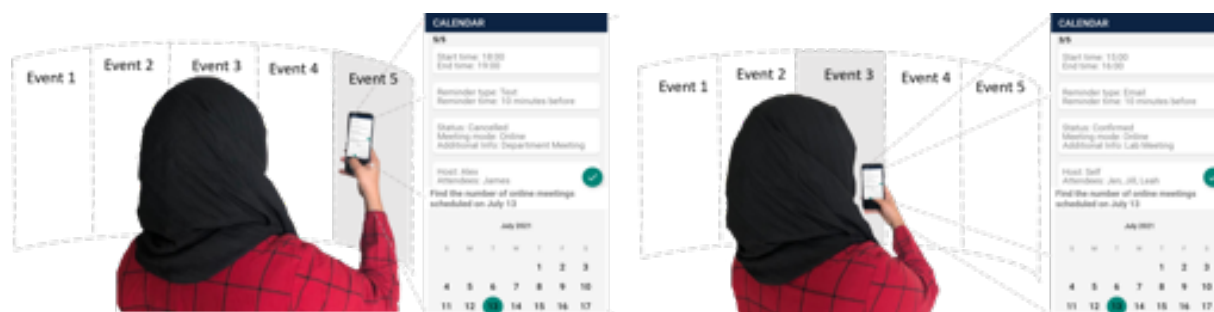 Event 1
Event 2
Event 3
Event 4
Event 5
CALENDAR
5/5
Start time: 18:00
End time: 19:00
Reminder type: Text
Reminder time: 10 minutes before
Status: Cancelled
Meeting mode: Online
Additional Info: Department Meeting
Host: Alex
Attendees: James
Find the number of online meetings
scheduled on July 13
July 2021
S M T W T F S
1 2 3
4 5 6 7 8 9 10
11 12 13 14 15 16 17
Event 1
Event 2
Event 3
Event 4
Event 5
CALENDAR
5/5
Start time: 15:00
End time: 16:00
Reminder type: Email
Reminder time: 10 minutes before
Status: Confirmed
Meeting mode: Online
Additional Info: Lab Meeting
Host: Self
Attendees: Jen, Jill, Leah
Find the number of online meetings
scheduled on July 13
July 2021
S M T W T F S
1 2 3
4 5 6 7 8 9 10
11 12 13 14 15 16 17